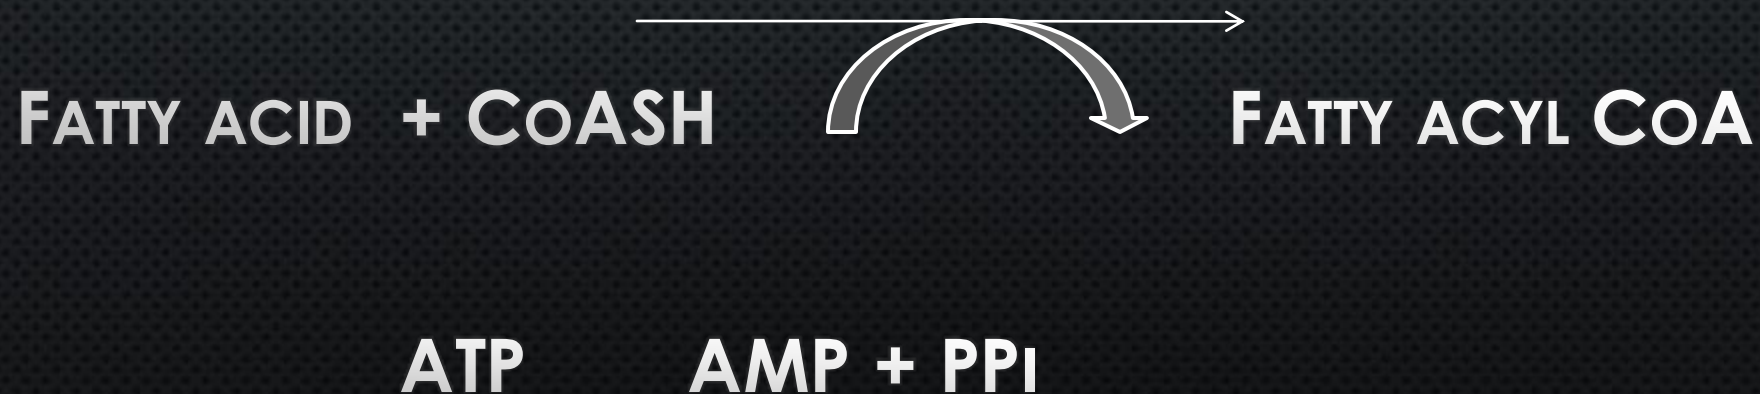 Fatty acid + CoASH Fatty acyl CoA
ATP AMP + PPi